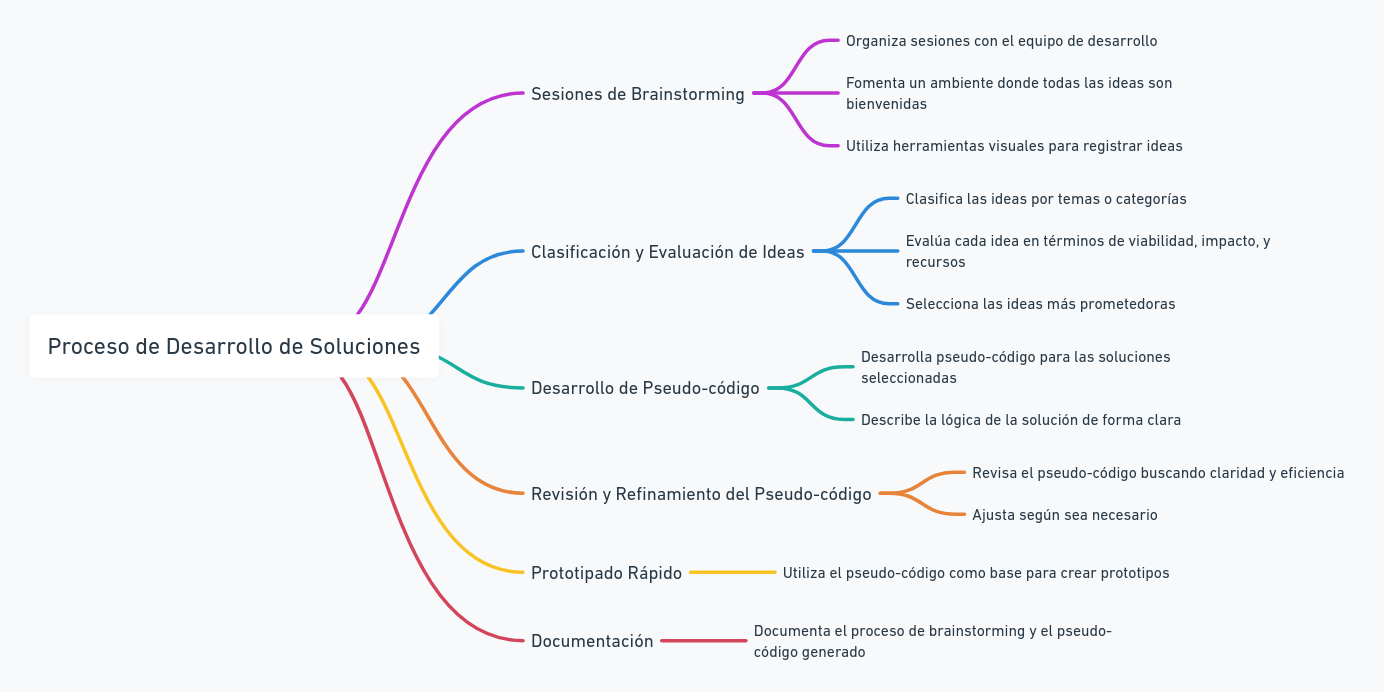 Proceso de Desarrollo de Soluciones
Sesiones de Brainstorming
Organiza sesiones con el equipo de desarrollo
Fomenta un ambiente donde todas las ideas son
bienvenidas
Utiliza herramientas visuales para registrar ideas
Clasificación y Evaluación de Ideas
Clasifica las ideas por temas o categorías
Evalúa cada idea en términos de viabilidad, impacto, y
recursos
Selecciona las ideas más prometedoras
Desarrollo de Pseudo-código
Desarrolla pseudo-código para las soluciones
seleccionadas
Describe la lógica de la solución de forma clara
Revisión y Refinamiento del Pseudo-código
Revisa el pseudo-código buscando claridad y eficiencia
Ajusta según sea necesario
Prototipado Rápido
Utiliza el pseudo-código como base para crear prototipos
Documentación
Documenta el proceso de brainstorming y el pseudo-
código generado